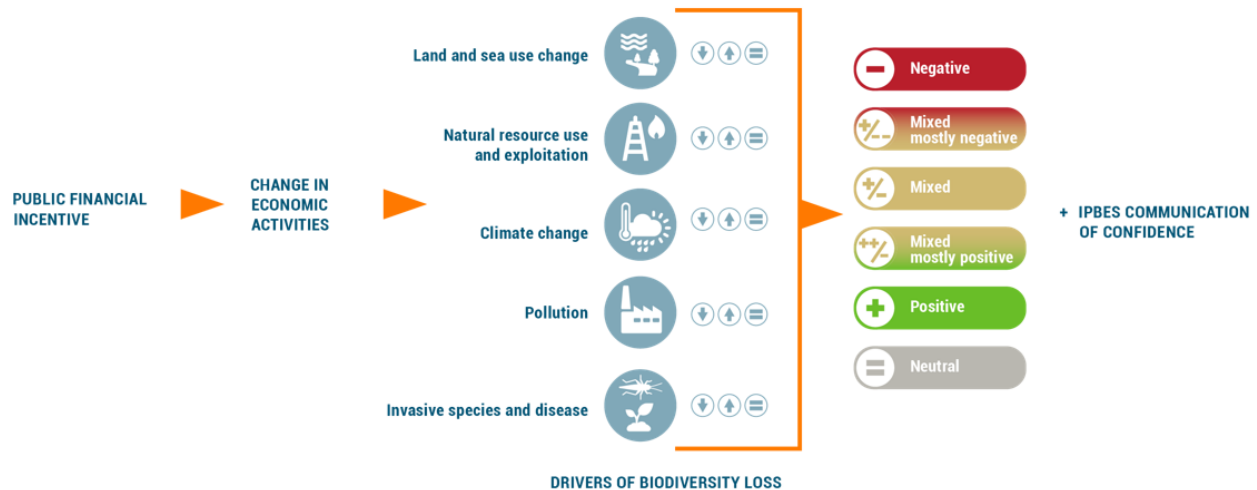 PUBLIC FINANCIAL
INCENTIVE
CHANGE IN
ECONOMIC
ACTIVITIES
Land and sea use change
Natural resource use
and exploitation
Climate change
Pollution
Invasive species and disease
DRIVERS OF BIODIVERSITY LOSS
Negative
Mixed
mostly negative
Mixed
Mixed
mostly positive
Positive
Neutral
+ IPBES COMMUNICATION
OF CONFIDENCE